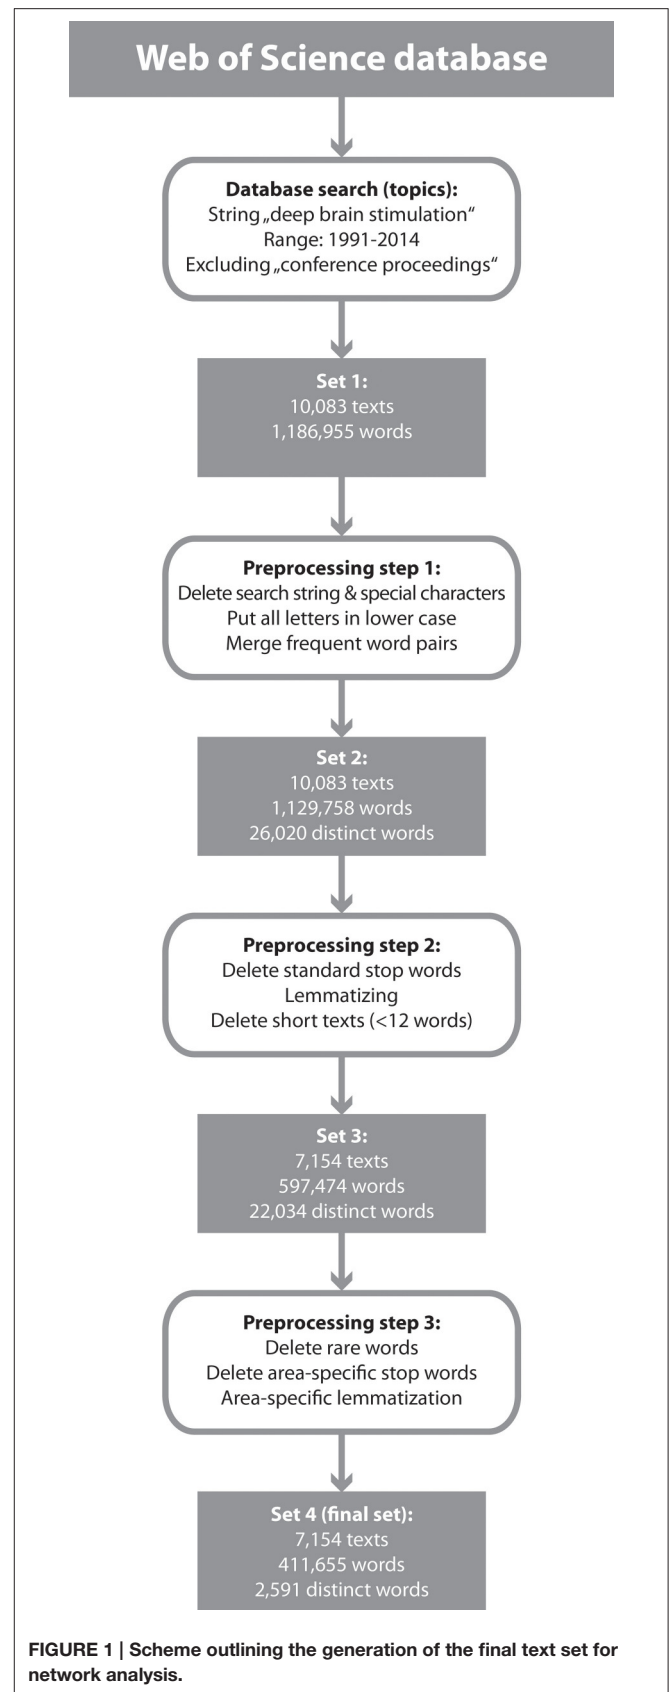 Web of Science database
Database search (topics):
String „deep brain stimulation“
Range: 1991-2014
Excluding „conference proceedings“
Set 1:
10,083 texts
1,186,955 words
Preprocessing step 1:
Delete search string & special characters
Put all letters in lower case
Merge frequent word pairs
Set 2:
10,083 texts
1,129,758 words
26,020 distinct words
Preprocessing step 2:
Delete standard stop words
Lemmatizing
Delete short texts (<12 words)
Set 3:
7,154 texts
597,474 words
22,034 distinct words
Preprocessing step 3:
Delete rare words
Delete area-specific stop words
Area-specific lemmatization
Set 4 (final set):
7,154 texts
411,655 words
2,591 distinct words
FIGURE 1 | Scheme outlining the generation of the final text set for
network analysis.